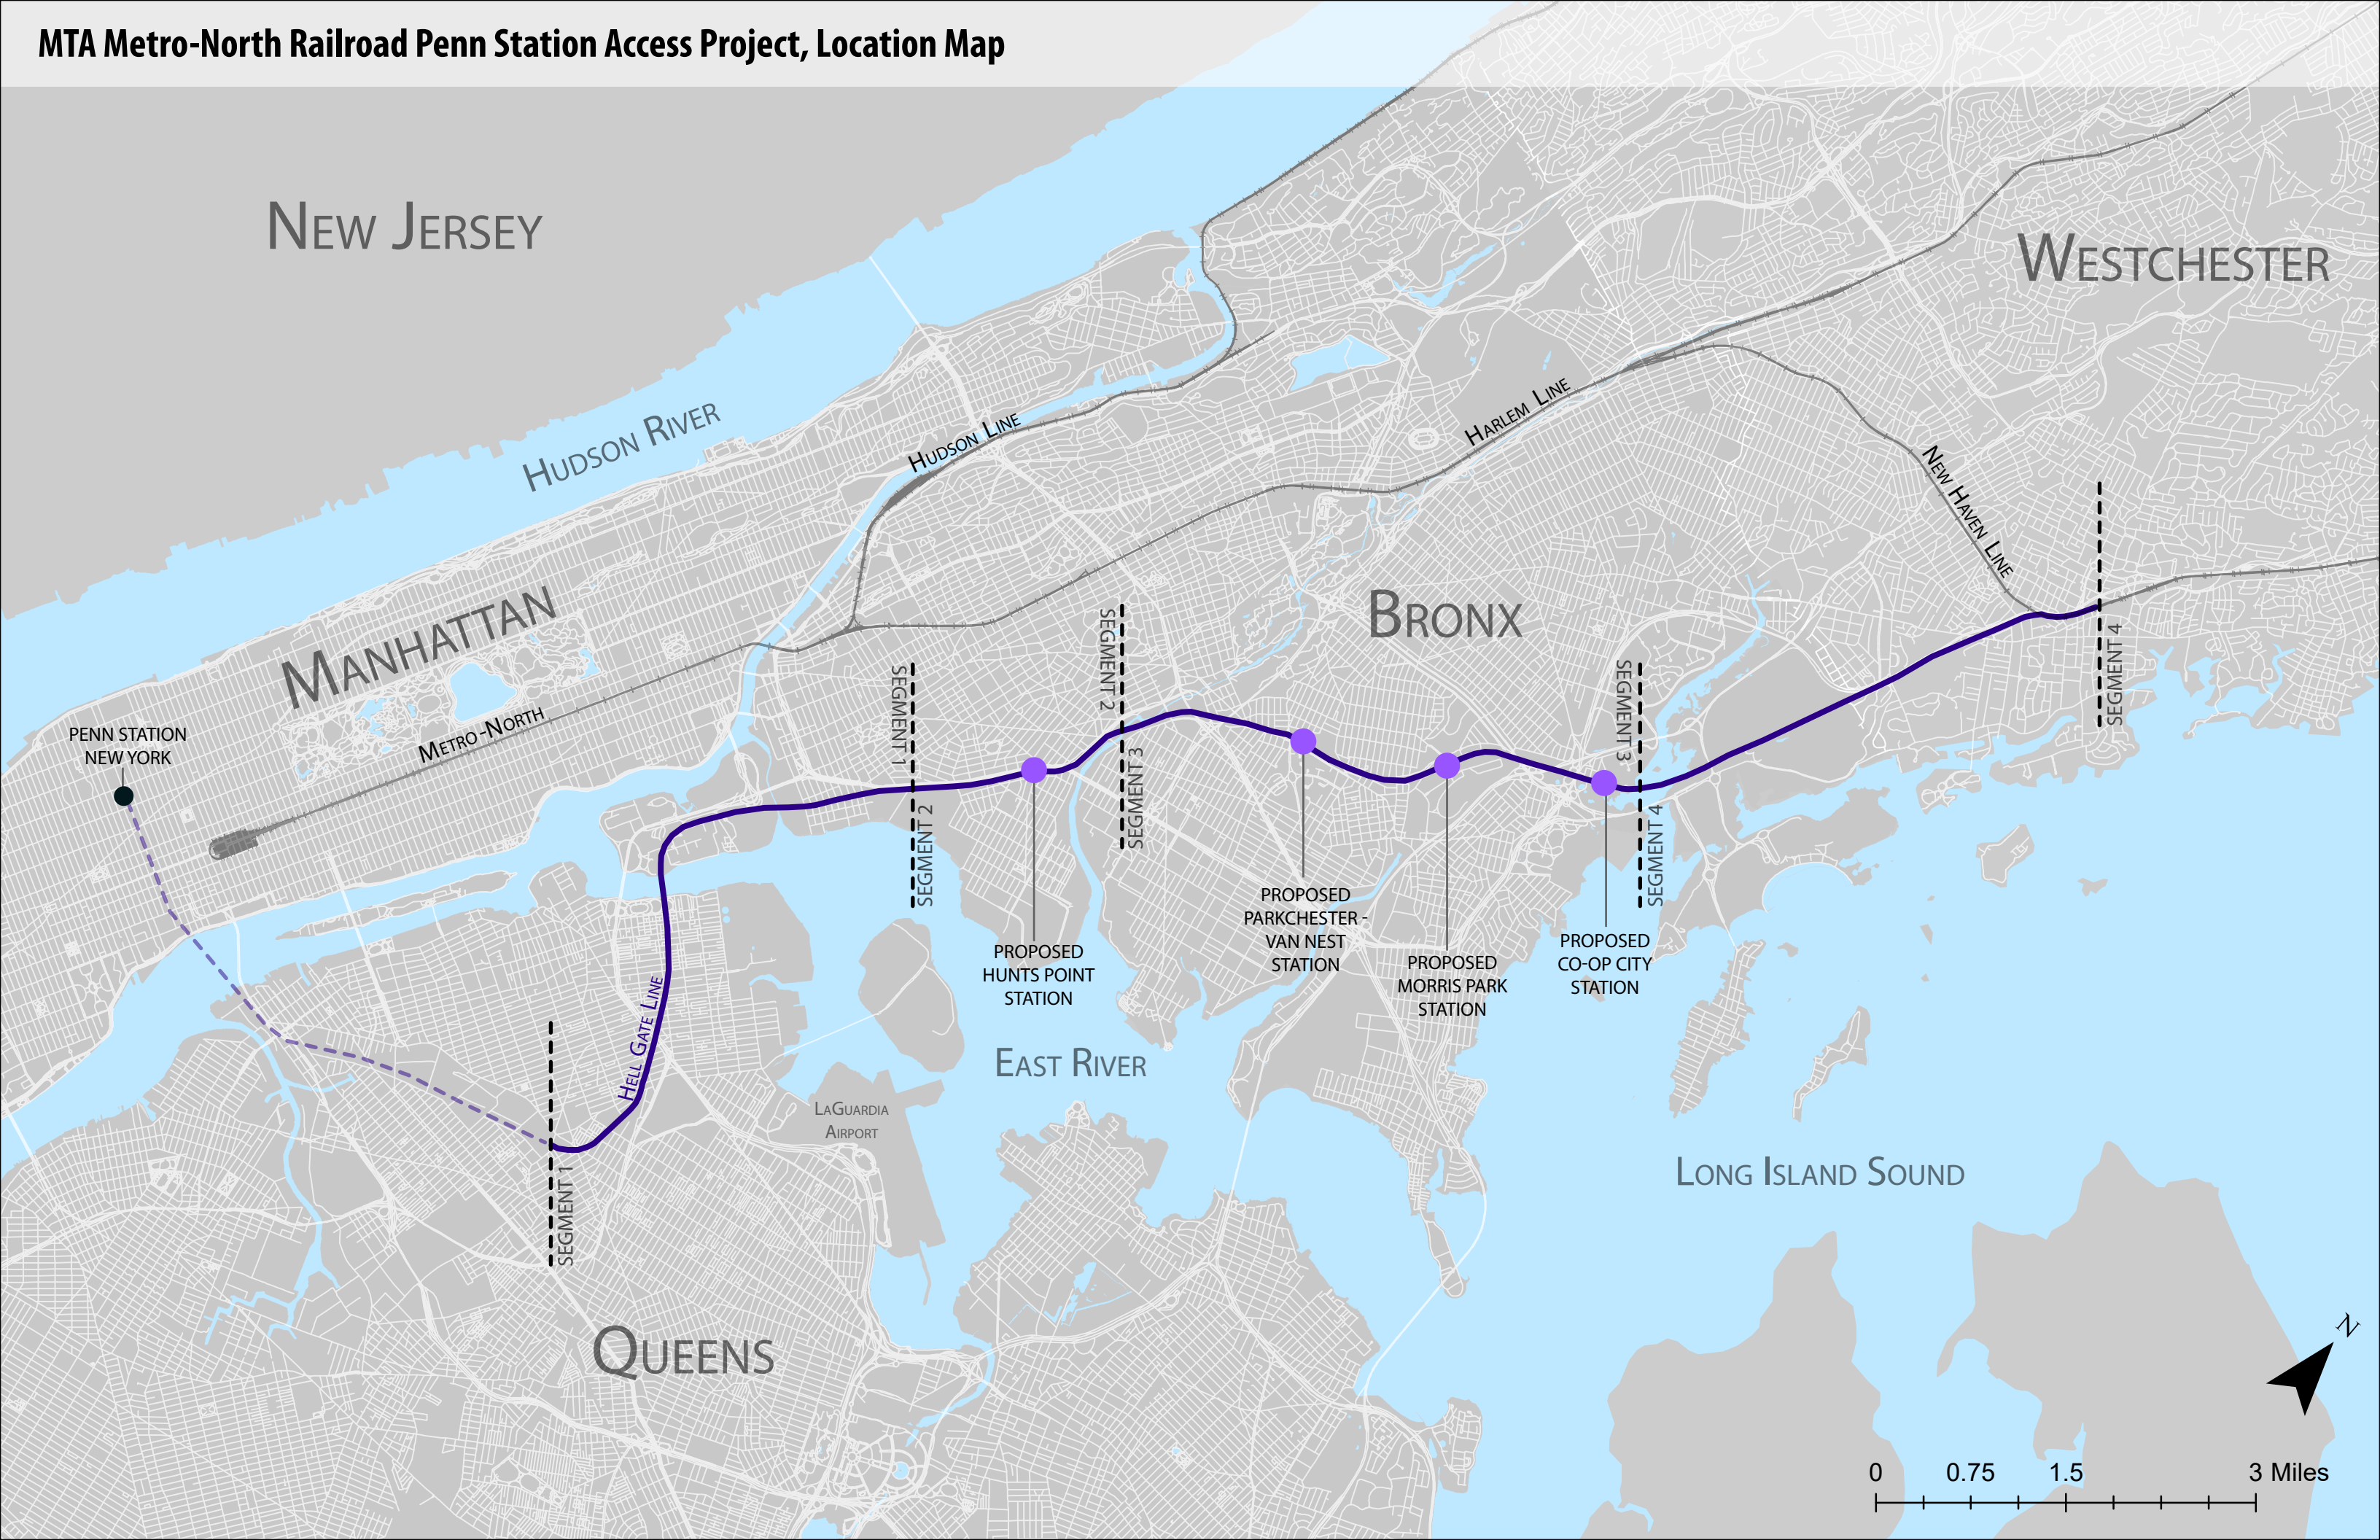 MTA Metro-North Railroad Penn Station Access Project, Location Map
NEW JERSEY
WESTCHESTER
HUDSON RIVER
HUDSON LINE
HARLEM LINE
NEW HAVEN LINE
MANHATTAN
BRONX
METRO-NORTH
PENN STATION
NEW YORK
SEGMENT 1
SEGMENT 2
SEGMENT 2
SEGMENT 3
SEGMENT 3
SEGMENT 4
SEGMENT 4
PROPOSED
HUNTS POINT
STATION
PROPOSED
PARKCHESTER -
VAN NEST
STATION
PROPOSED
MORRIS PARK
STATION
PROPOSED
CO-OP CITY
STATION
HELL GATE LINE
EAST RIVER
LAGUARDIA
AIRPORT
SEGMENT 1
LONG ISLAND SOUND
QUEENS
N
0 0.75 1.5 3 Miles